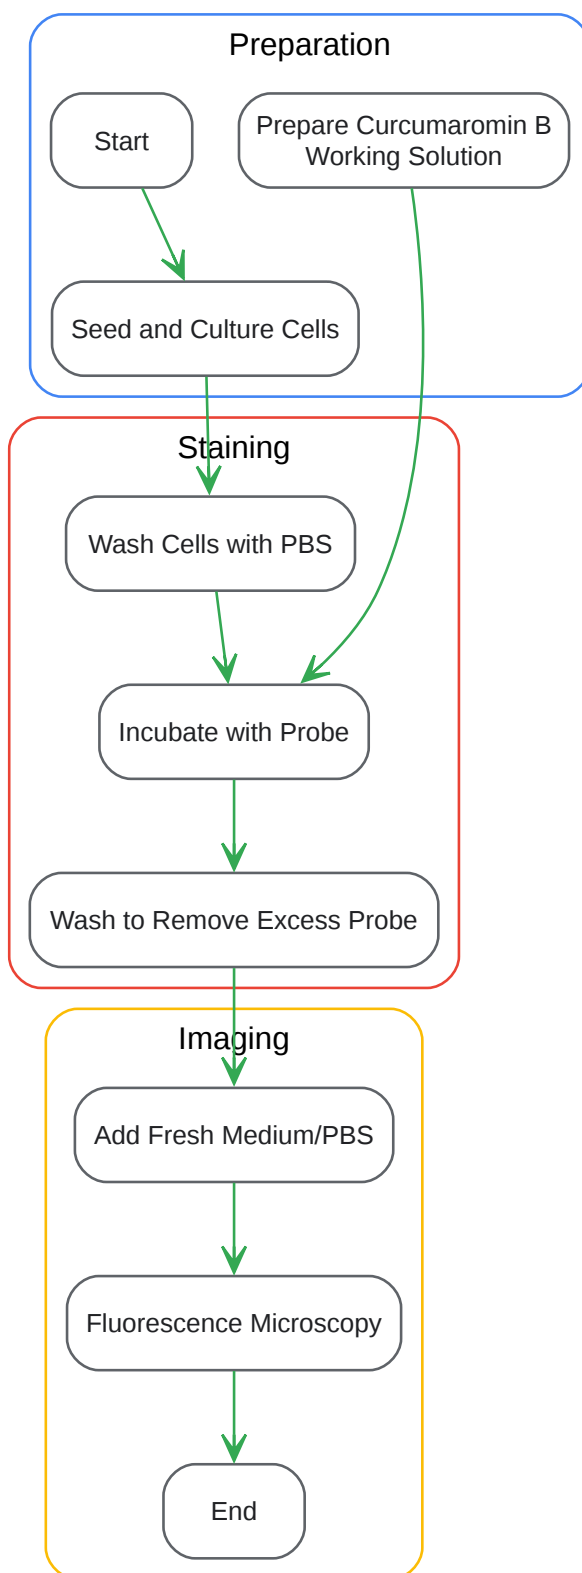 Preparation
Start
Prepare Curcumaromin B
Working Solution
Seed and Culture Cells
Staining
Wash Cells with PBS
Incubate with Probe
Wash to Remove Excess Probe
Imaging
Add Fresh Medium/PBS
Fluorescence Microscopy
End